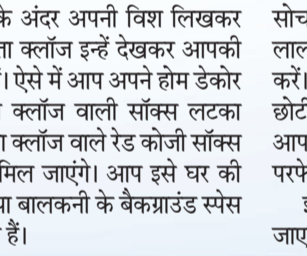 के अंदर अपनी विश लिखकर
ता क्लॉज इन्हें देखकर आपकी
। ऐसे में आप अपने होम डेकोर
क्लॉज वाली सॉक्स लटका
ा क्लॉज वाले रेड कोजी सॉक्स
मिल जाएंगे। आप इसे घर की
या बालकनी के बैकग्राउंड स्पेस
हैं।
सोच
लाल
करें।
छोट
आप
परफे
जाए